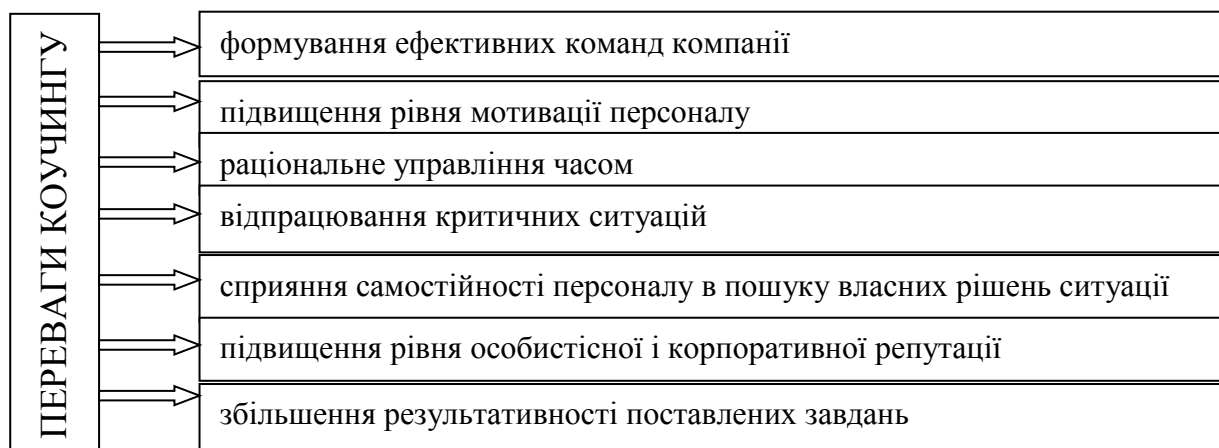 ПЕРЕВАГИ КОУЧИНГУ
формування ефективних команд компанії
підвищення рівня мотивації персоналу
раціональне управління часом
відпрацювання критичних ситуацій
сприяння самостійності персоналу в пошуку власних рішень ситуації
підвищення рівня особистісної і корпоративної репутації
збільшення результативності поставлених завдань